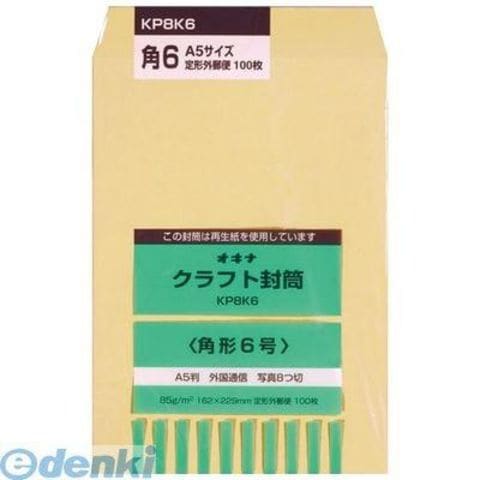 KP8K6
角6 A5サイズ
定形外郵便 100枚
この封筒は再生紙を使用しています
オキナ
クラフト封筒
KP8K6
〈角形6号〉
A5判 外国通信 写真8つ切
85g/m² 162×229mm 定形外郵便 100枚
edenki